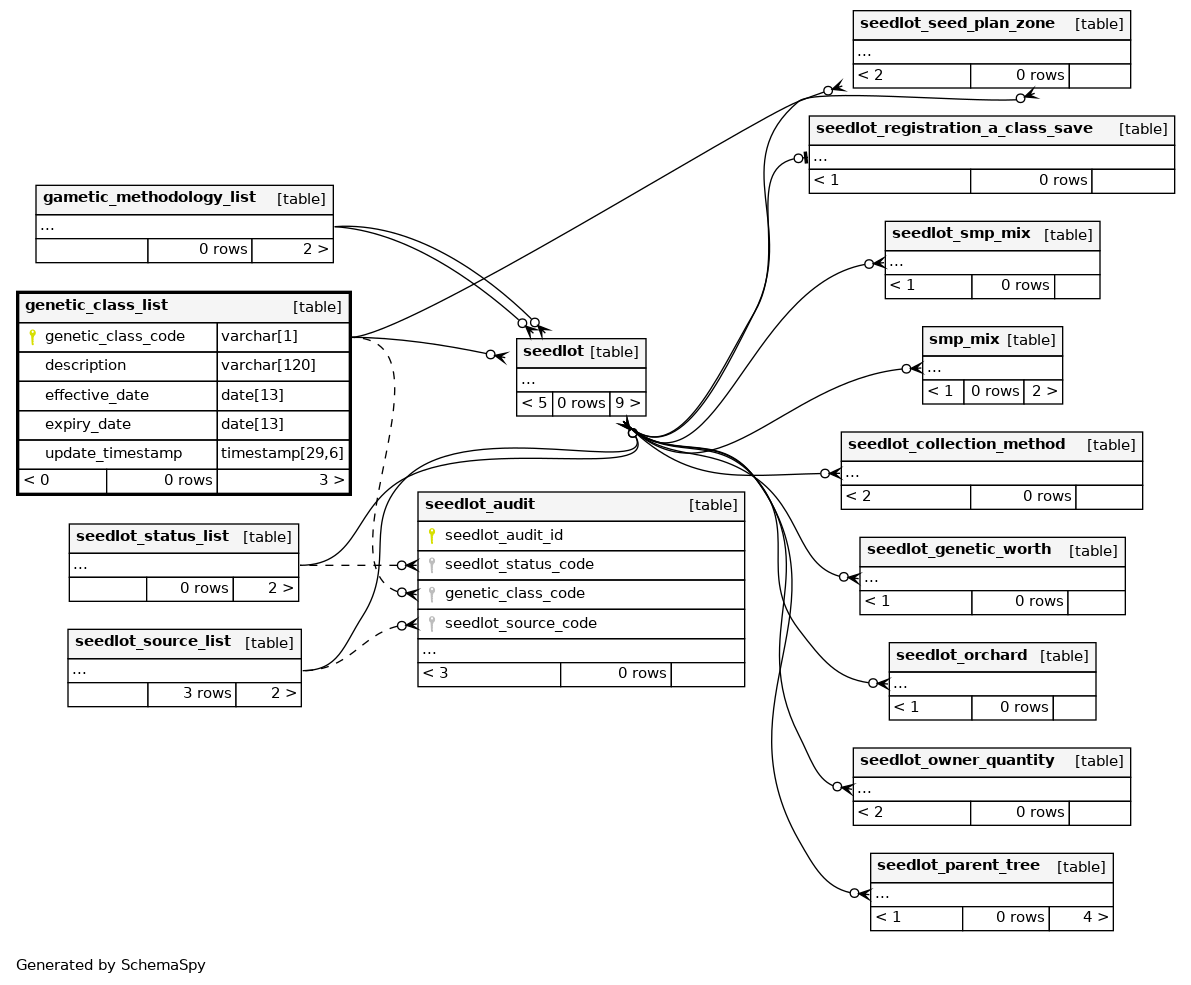 seedlot_seed_plan_zone [table]
...
< 2 0 rows
seedlot_registration_a_class_save [table]
...
< 1 0 rows
gametic_methodology_list [table]
...
0 rows 2 >
seedlot_smp_mix [table]
...
< 1 0 rows
genetic_class_list [table]
genetic_class_code varchar[1]
description varchar[120]
effective_date date[13]
expiry_date date[13]
update_timestamp timestamp[29,6]
< 0 0 rows 3 >
seedlot [table]
...
< 5 0 rows 9 >
smp_mix [table]
...
< 1 0 rows 2 >
seedlot_collection_method [table]
...
< 2 0 rows
seedlot_audit [table]
seedlot_audit_id
seedlot_status_code
genetic_class_code
seedlot_source_code
...
< 3 0 rows
seedlot_status_list [table]
...
0 rows 2 >
seedlot_genetic_worth [table]
...
< 1 0 rows
seedlot_source_list [table]
...
3 rows 2 >
seedlot_orchard [table]
...
< 1 0 rows
seedlot_owner_quantity [table]
...
< 2 0 rows
seedlot_parent_tree [table]
...
< 1 0 rows 4 >
Generated by SchemaSpy